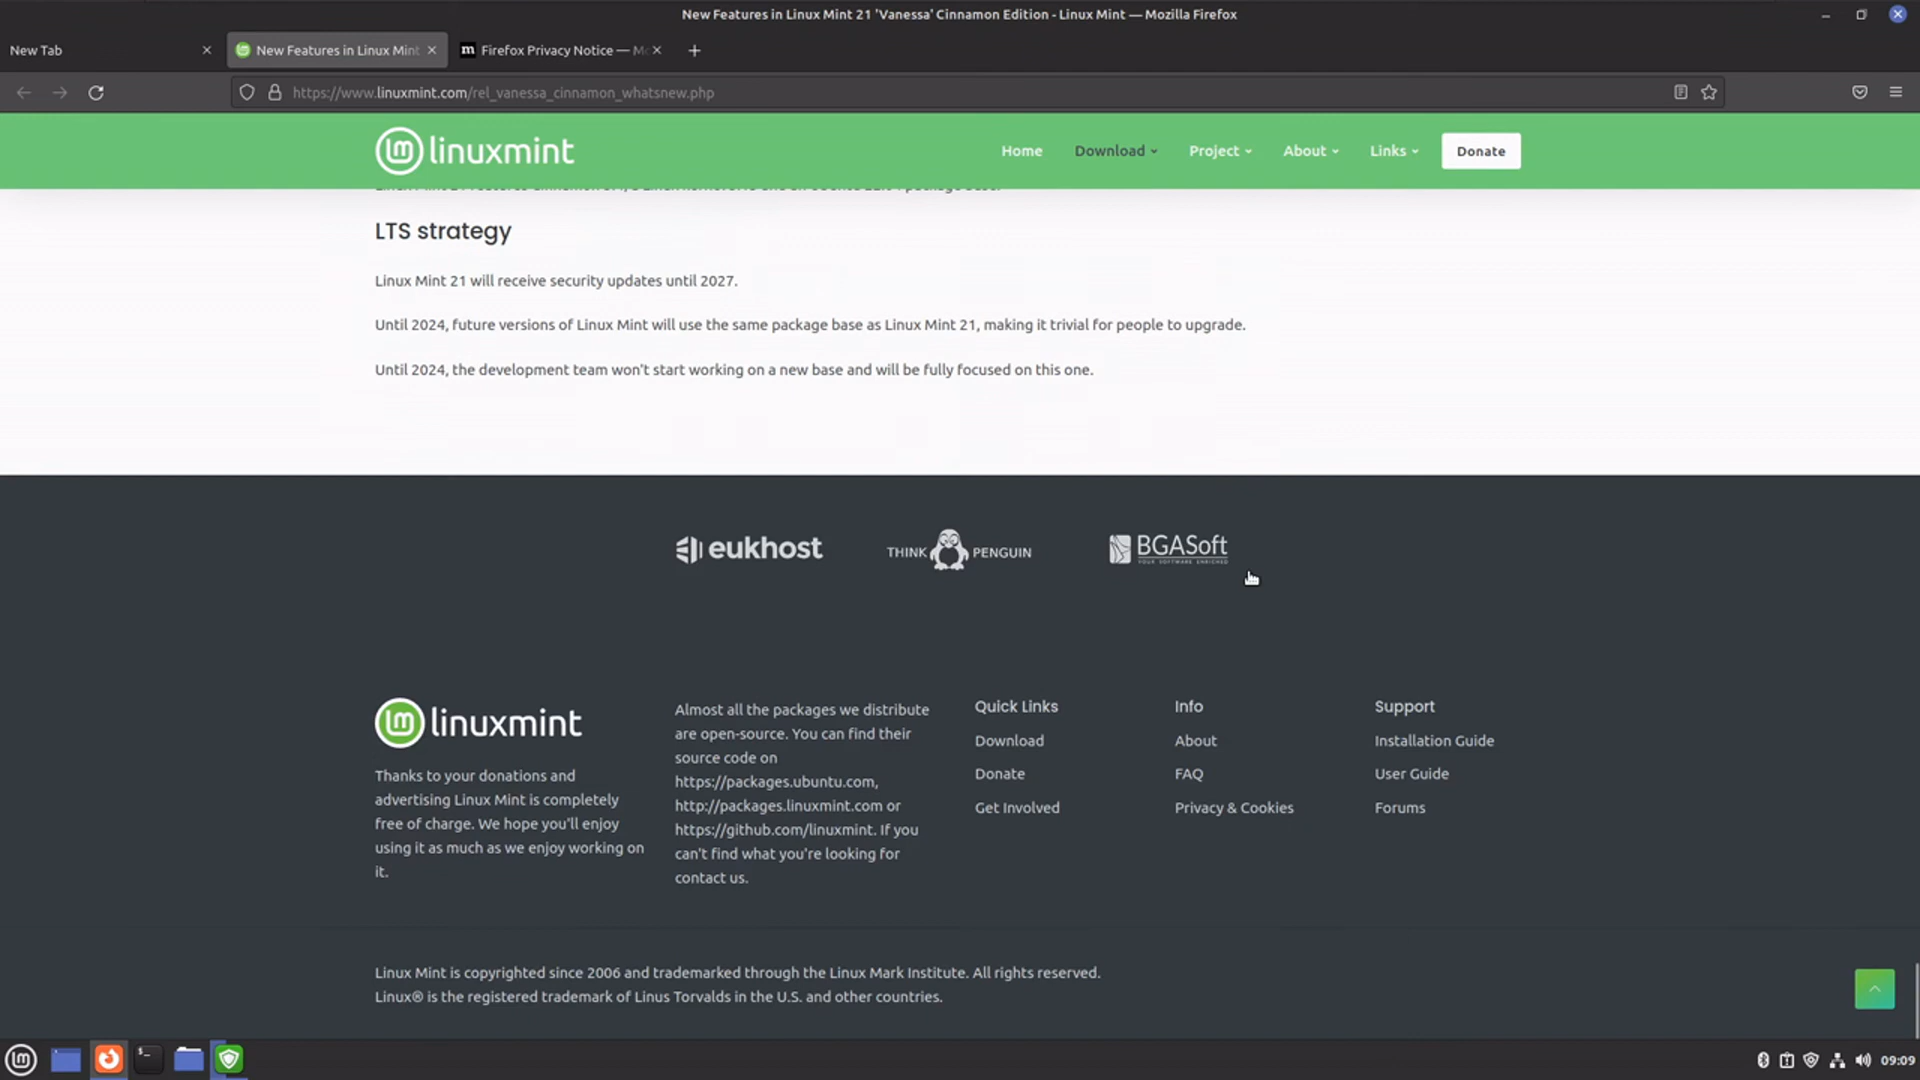 New Features in Linux Mint 21 'Vanessa' Cinnamon Edition - Linux Mint — Mozilla Firefox
New Tab
New Features in Linux Mint
m Firefox Privacy Notice — Mo
https://www.linuxmint.com/rel_vanessa_cinnamon_whatsnew.php
linuxmint
Home
Download
Project
About
Links
Donate
LTS strategy
Linux Mint 21 will receive security updates until 2027.
Until 2024, future versions of Linux Mint will use the same package base as Linux Mint 21, making it trivial for people to upgrade.
Until 2024, the development team won't start working on a new base and will be fully focused on this one.
eukhost
THINK PENGUIN
BGASoft
YOUR SOFTWARE ENRICHED
linuxmint
Thanks to your donations and
advertising Linux Mint is completely
free of charge. We hope you'll enjoy
using it as much as we enjoy working on
it.
Almost all the packages we distribute
are open-source. You can find their
source code on
https://packages.ubuntu.com,
http://packages.linuxmint.com or
https://github.com/linuxmint. If you
can't find what you're looking for
contact us.
Quick Links
Download
Donate
Get Involved
Info
About
FAQ
Privacy & Cookies
Support
Installation Guide
User Guide
Forums
Linux Mint is copyrighted since 2006 and trademarked through the Linux Mark Institute. All rights reserved.
Linux® is the registered trademark of Linus Torvalds in the U.S. and other countries.
09:09